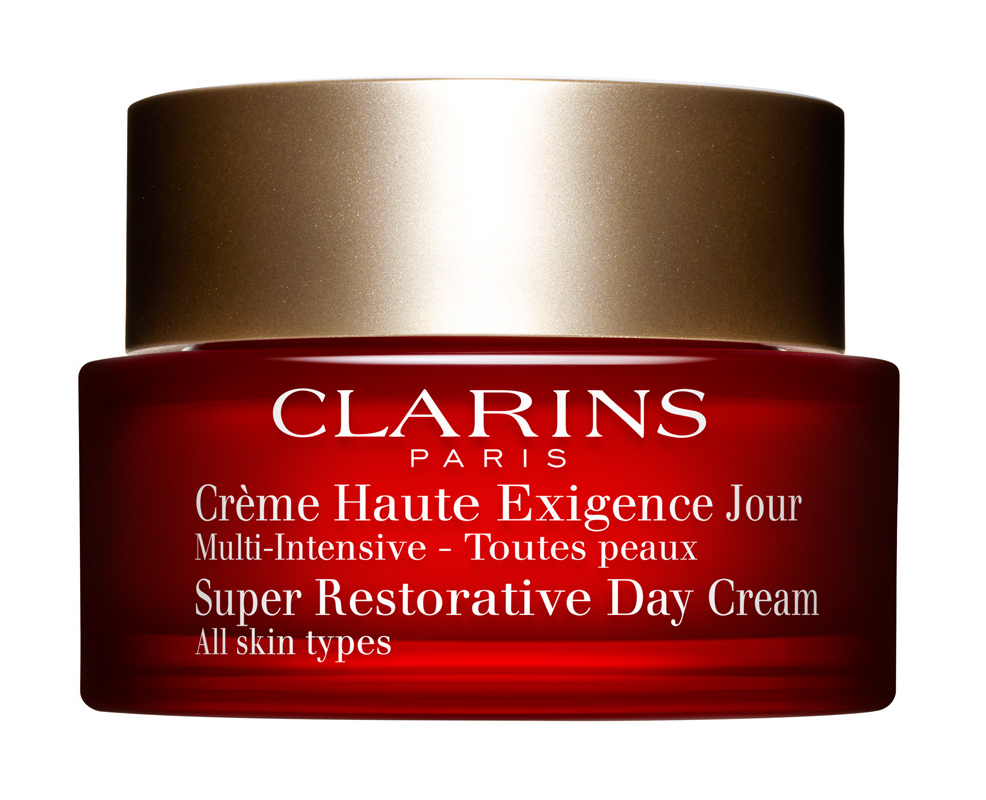 CLARINS
PARIS
Crème Haute Exigence Jour
Multi-Intensive - Toutes peaux
Super Restorative Day Cream
All skin types